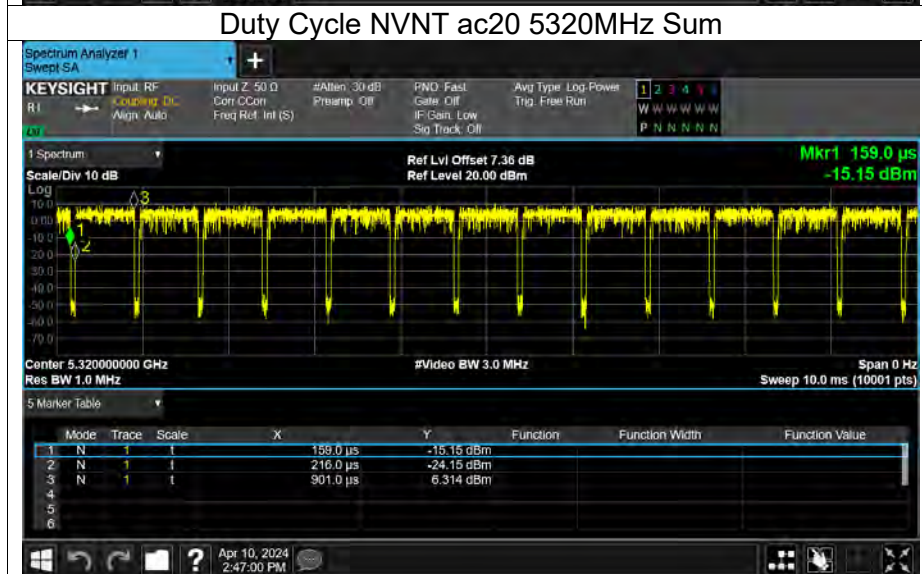 Duty Cycle NVNT ac20 5320MHz Sum
Spectrum Analyzer 1
Swept SA
+
KEYSIGHT Input: RF Input Z: 50 Ω #Atten: 30 dB PNO: Fast Avg Type: Log-Power 1 2 3 4 5 6
Coupling: DC Corr CCorr Preamp: Off Gate: Off Trig: Free Run W W W W W W
Align: Auto Freq Ref: Int (S) IF Gain: Low
Sig Track: Off P N N N N N
1 Spectrum
Ref Lvl Offset 7.36 dB Mkr1 159.0 µs
Scale/Div 10 dB Ref Level 20.00 dBm -15.15 dBm
Log
10.0
0.00
-10.0
-20.0
-30.0
-40.0
-50.0
-60.0
-70.0
1
2
3
Center 5.320000000 GHz #Video BW 3.0 MHz Span 0 Hz
Res BW 1.0 MHz Sweep 10.0 ms (10001 pts)
5 Marker Table
Mode Trace Scale X Y Function Function Width Function Value
1 N 1 t 159.0 µs -15.15 dBm
2 N 1 t 216.0 µs -24.15 dBm
3 N 1 t 901.0 µs 6.314 dBm
4
5
6
? Apr 10, 2024
2:47:00 PM